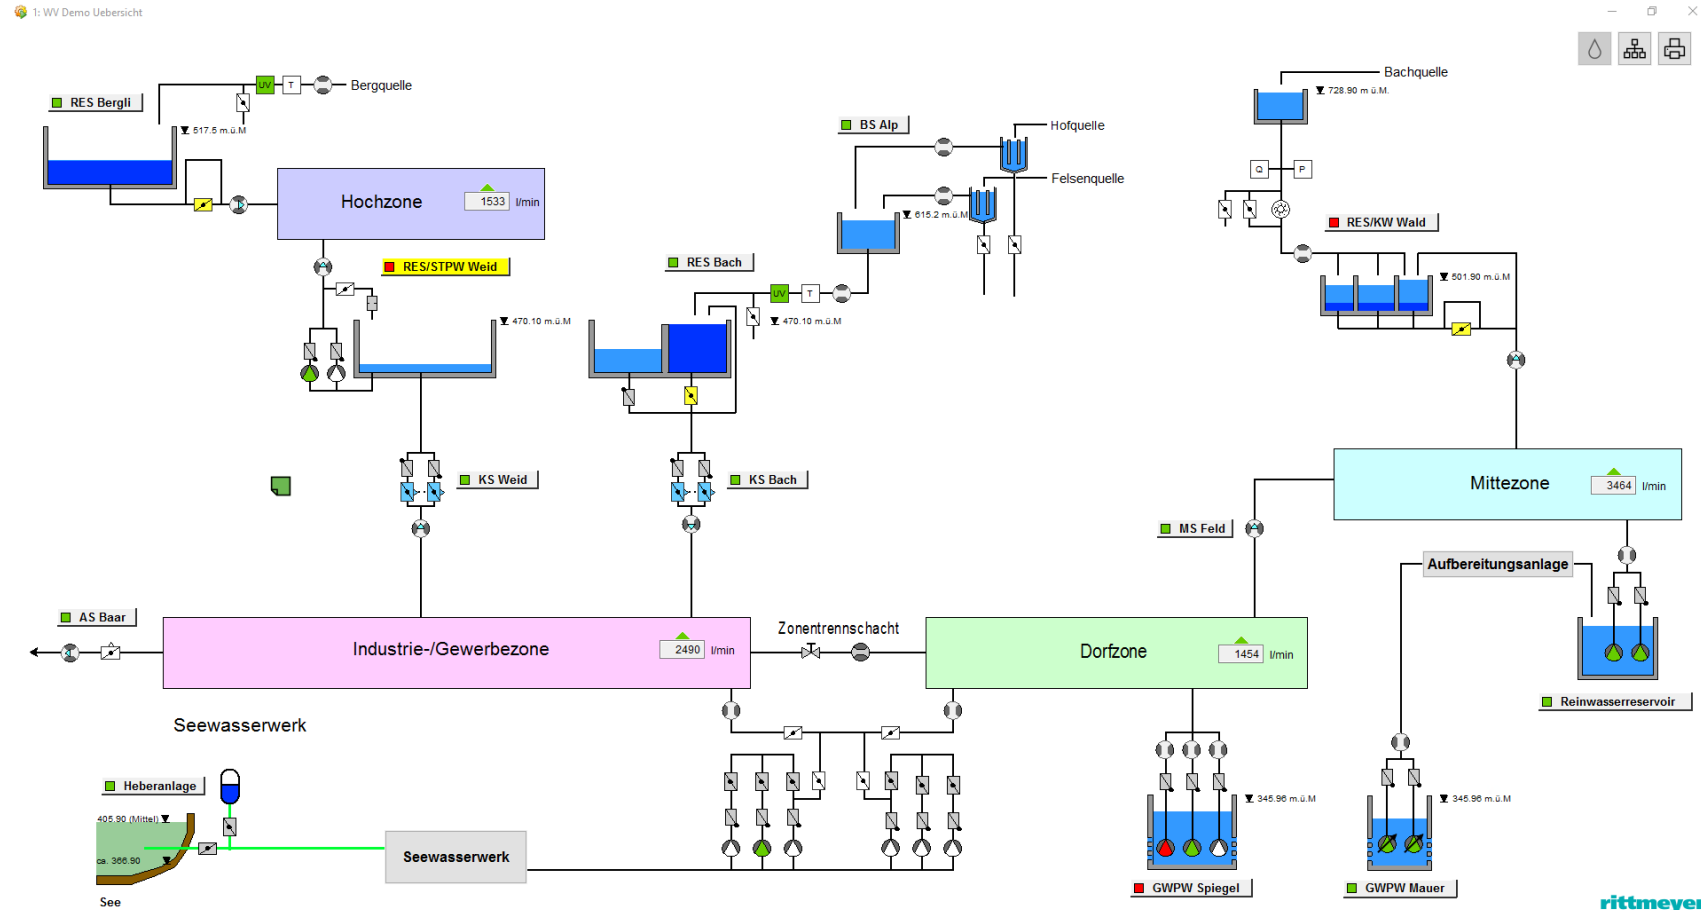 1: WV Demo Uebersicht
Bergquelle
UV
T
RES Bergli
517.5 m.ü.M
Hochzone
1533
l/min
RES/STPW Weid
470.10 m.ü.M
KS Weid
RES Bach
UV
T
470.10 m.ü.M
KS Bach
BS Alp
Hofquelle
Felsenquelle
615.2 m.ü.M
Bachquelle
728.90 m ü.M.
Q
P
RES/KW Wald
501.90 m.ü.M
Mittezone
3464
l/min
MS Feld
Aufbereitungsanlage
Reinwasserreservoir
AS Baar
Industrie-/Gewerbezone
2490
l/min
Zonentrennschacht
Dorfzone
1454
l/min
Seewasserwerk
Heberanlage
405.90 (Mittel)
ca. 366.90
See
Seewasserwerk
345.96 m.ü.M
GWPW Spiegel
345.96 m.ü.M
GWPW Mauer
rittmeyer